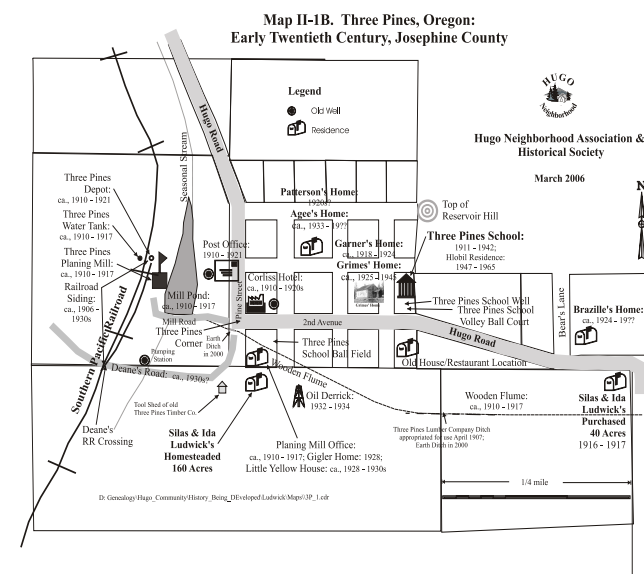 Map II-1B. Three Pines, Oregon:
Early Twentieth Century, Josephine County
Legend
Old Well
Residence
HUGO
Neighborhood
Hugo Neighborhood Association &
Historical Society
March 2006
N
Hugo Road
Seasonal Stream
Three Pines
Depot:
ca., 1910 - 1921
Three Pines
Water Tank:
ca., 1910 - 1917
Three Pines
Planing Mill:
ca., 1910 - 1917
Railroad
Siding:
ca., 1906 -
1930s
Southern Pacific Railroad
Post Office:
1910 - 1921
Mill Pond:
ca., 1910 - 1917
Mill Road
Three Pines
Corner
Earth
Ditch
in 2000
Pine Street
Patterson's Home:
1920s?
Agee's Home:
ca., 1933 - 19??
Garner's Home:
ca., 1918 - 1924
Grimes' Home:
ca., 1925 - 1945
Grimes' Home
Corliss Hotel:
ca., 1910 - 1920s
Top of
Reservoir Hill
Three Pines School:
1911 - 1942;
Hlobil Residence:
1947 - 1965
Three Pines School Well
Three Pines School
Volley Ball Court
2nd Avenue
Hugo Road
Bear's Lane
Brazille's Home:
ca., 1924 - 19??
Three Pines
School Ball Field
Old House/Restaurant Location
Pumping
Station
Deane's Road: ca., 1930s?
Wooden Flume
Tool Shed of old
Three Pines Timber Co.
Oil Derrick:
1932 - 1934
Wooden Flume:
ca., 1910 - 1917
Silas & Ida
Ludwick's
Purchased
40 Acres
1916 - 1917
Deane's
RR Crossing
Silas & Ida
Ludwick's
Homesteaded
160 Acres
Planing Mill Office:
ca., 1910 - 1917; Gigler Home: 1928;
Little Yellow House: ca., 1928 - 1930s
Three Pines Lumber Company Ditch
appropriated for use April 1907;
Earth Ditch in 2000
1/4 mile
D: Genealogy\Hugo_Community\History_Being_DEveloped\Ludwick\Maps\\3P_1.cdr